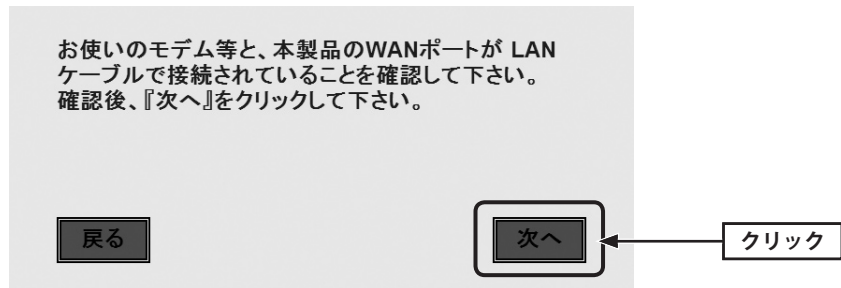 お使いのモデム等と、本製品のWANポートが LAN
ケーブルで接続されていることを確認して下さい。
確認後、『次へ』をクリックして下さい。
戻る
次へ
クリック